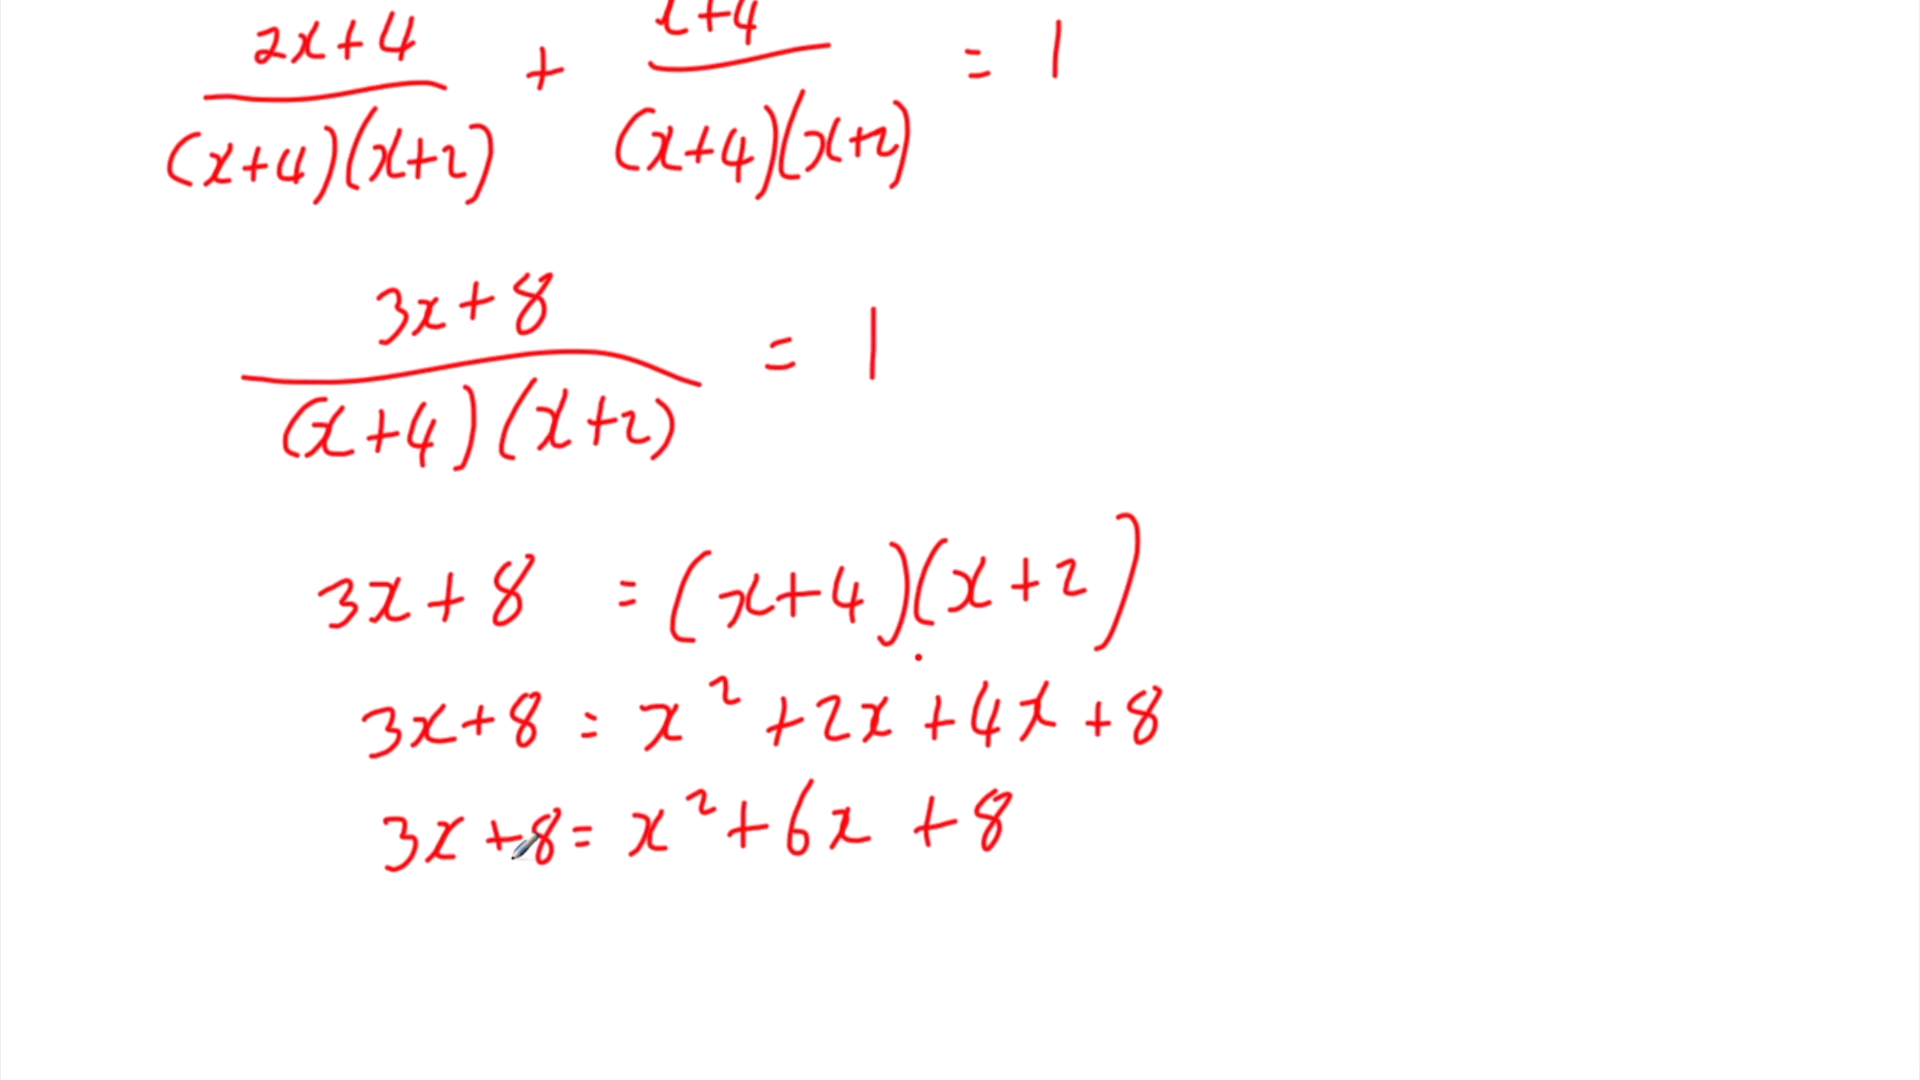 2x+4 + x+4 = 1
(x+4)(x+2) (x+4)(x+2)
3x+8 = 1
(x+4)(x+2)
3x+8 = (x+4)(x+2)
3x+8 = x²+2x+4x+8
3x+8= x²+6x+8